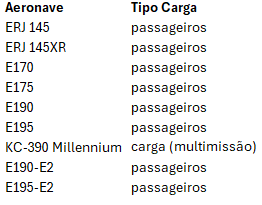 Aeronave Tipo Carga
ERJ 145 passageiros
ERJ 145XR passageiros
E170 passageiros
E175 passageiros
E190 passageiros
E195 passageiros
KC-390 Millennium carga (multimissão)
E190-E2 passageiros
E195-E2 passageiros